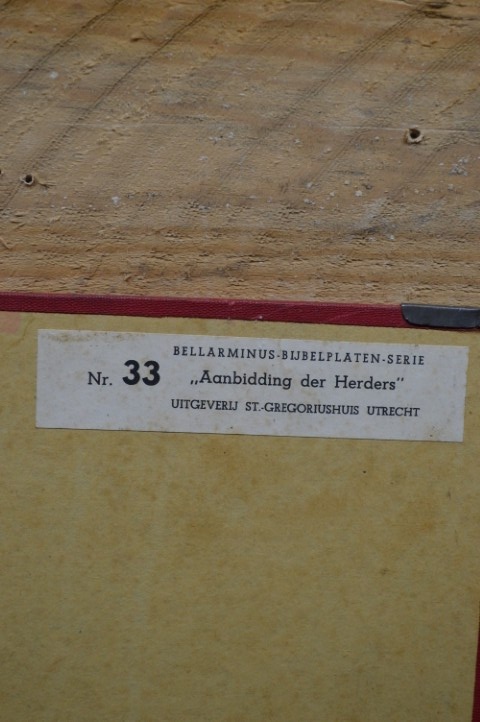 BELLARMINUS-BIJBELPLATEN-SERIE
Nr. 33 „Aanbidding der Herders"
UITGEVERIJ ST.-GREGORIUSHUIS UTRECHT